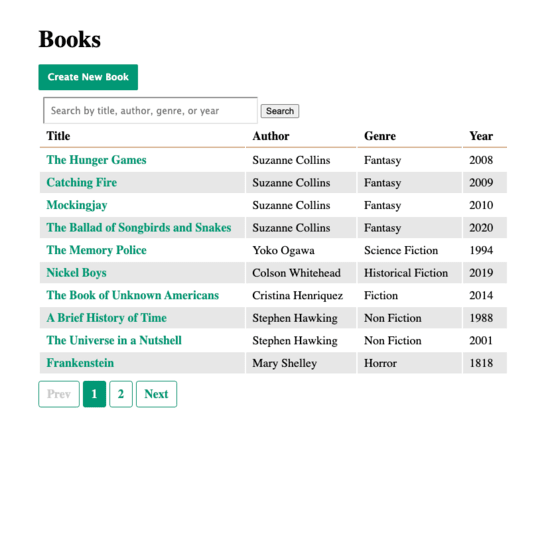 Books
Create New Book
Search by title, author, genre, or year Search
Title Author Genre Year
The Hunger Games Suzanne Collins Fantasy 2008
Catching Fire Suzanne Collins Fantasy 2009
Mockingjay Suzanne Collins Fantasy 2010
The Ballad of Songbirds and Snakes Suzanne Collins Fantasy 2020
The Memory Police Yoko Ogawa Science Fiction 1994
Nickel Boys Colson Whitehead Historical Fiction 2019
The Book of Unknown Americans Cristina Henriquez Fiction 2014
A Brief History of Time Stephen Hawking Non Fiction 1988
The Universe in a Nutshell Stephen Hawking Non Fiction 2001
Frankenstein Mary Shelley Horror 1818
Prev 1 2 Next